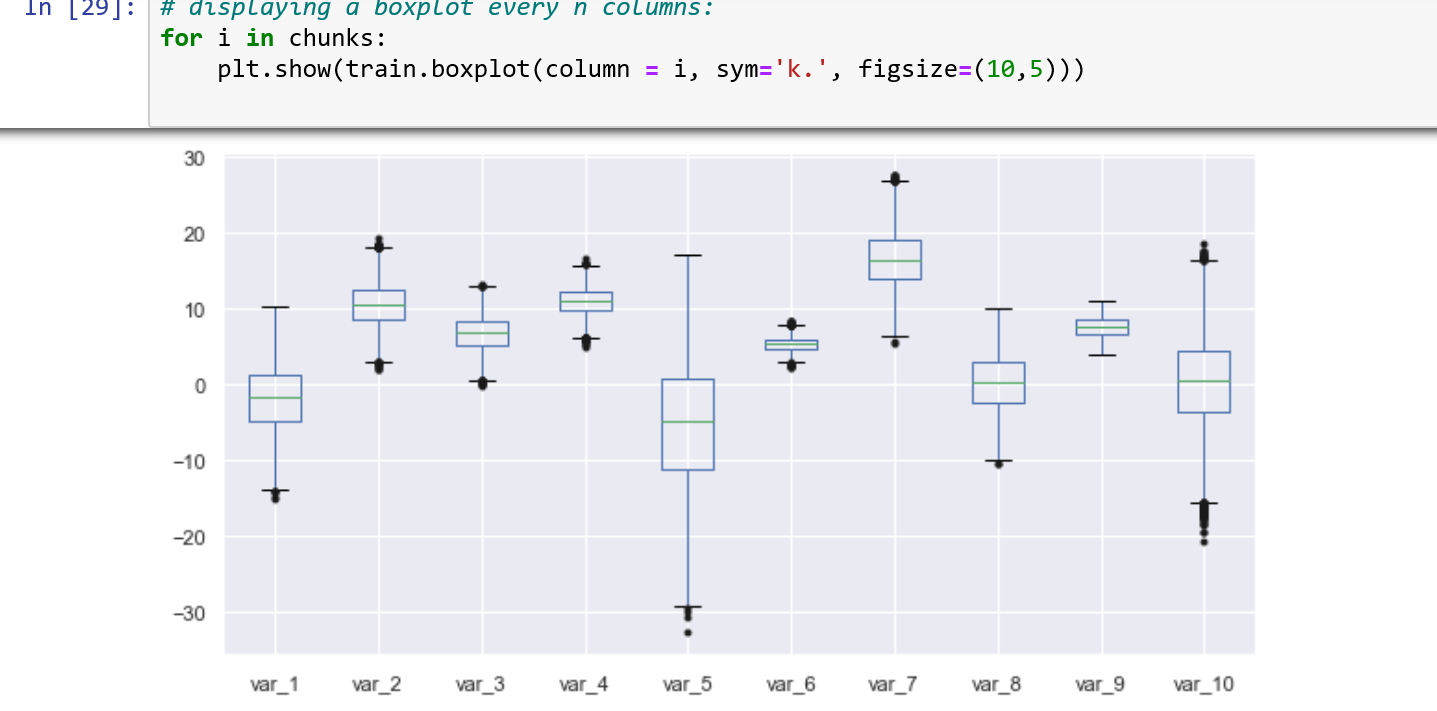 In [29]: # displaying a boxplot every n columns:
for i in chunks:
    plt.show(train.boxplot(column = i, sym='k.', figsize=(10,5)))
30
20
10
0
−10
−20
−30
var_1 var_2 var_3 var_4 var_5 var_6 var_7 var_8 var_9 var_10